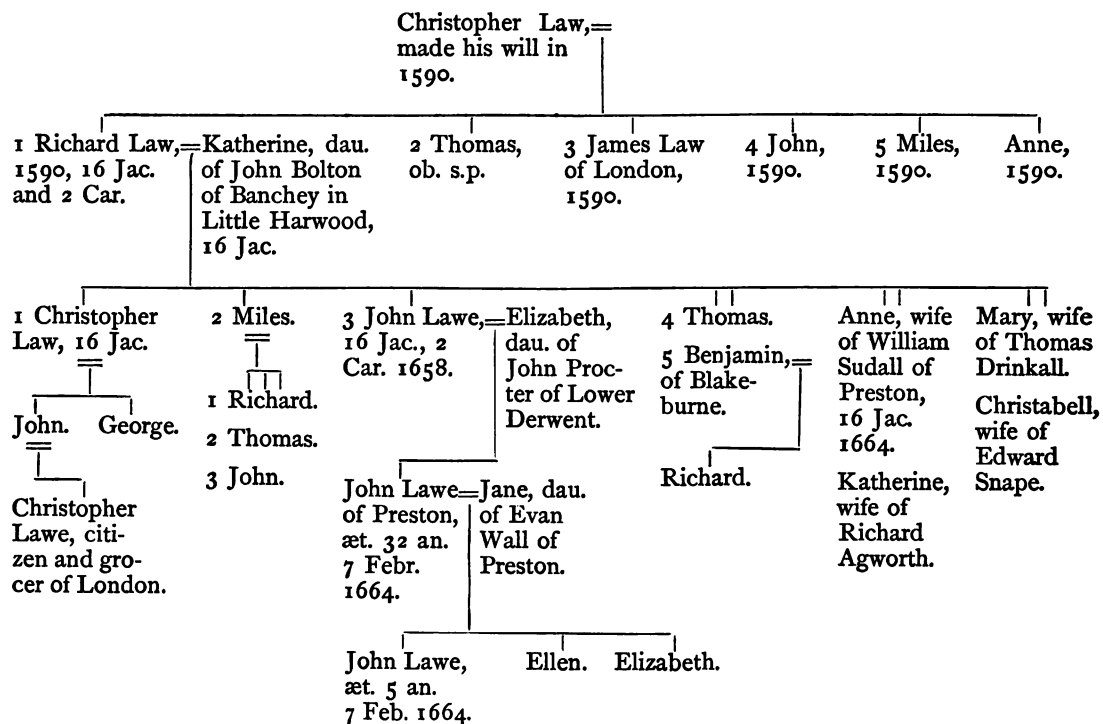 Christopher Law,=
made his will in
1590.
1 Richard Law,=
1590, 16 Jac.
and 2 Car.
Katherine, dau.
of John Bolton
of Banchey in
Little Harwood,
16 Jac.
2 Thomas,
ob. s.p.
3 James Law
of London,
1590.
4 John,
1590.
5 Miles,
1590.
Anne,
1590.
1 Christopher
Law, 16 Jac.
=
John. George.
=
Christopher
Lawe, citi-
zen and gro-
cer of London.
2 Miles.
=
1 Richard.
2 Thomas.
3 John.
3 John Lawe,=
16 Jac., 2
Car. 1658.
Elizabeth,
dau. of
John Proc-
ter of Lower
Derwent.
John Lawe=
of Preston,
æt. 32 an.
7 Febr.
1664.
Jane, dau.
of Evan
Wall of
Preston.
John Lawe,
æt. 5 an.
7 Feb. 1664.
Ellen.
Elizabeth.
4 Thomas.
5 Benjamin,=
of Blake-
burne.
Richard.
Anne, wife
of William
Sudall of
Preston,
16 Jac.
1664.
Katherine,
wife of
Richard
Agworth.
Mary, wife
of Thomas
Drinkall.
Christabell,
wife of
Edward
Snape.